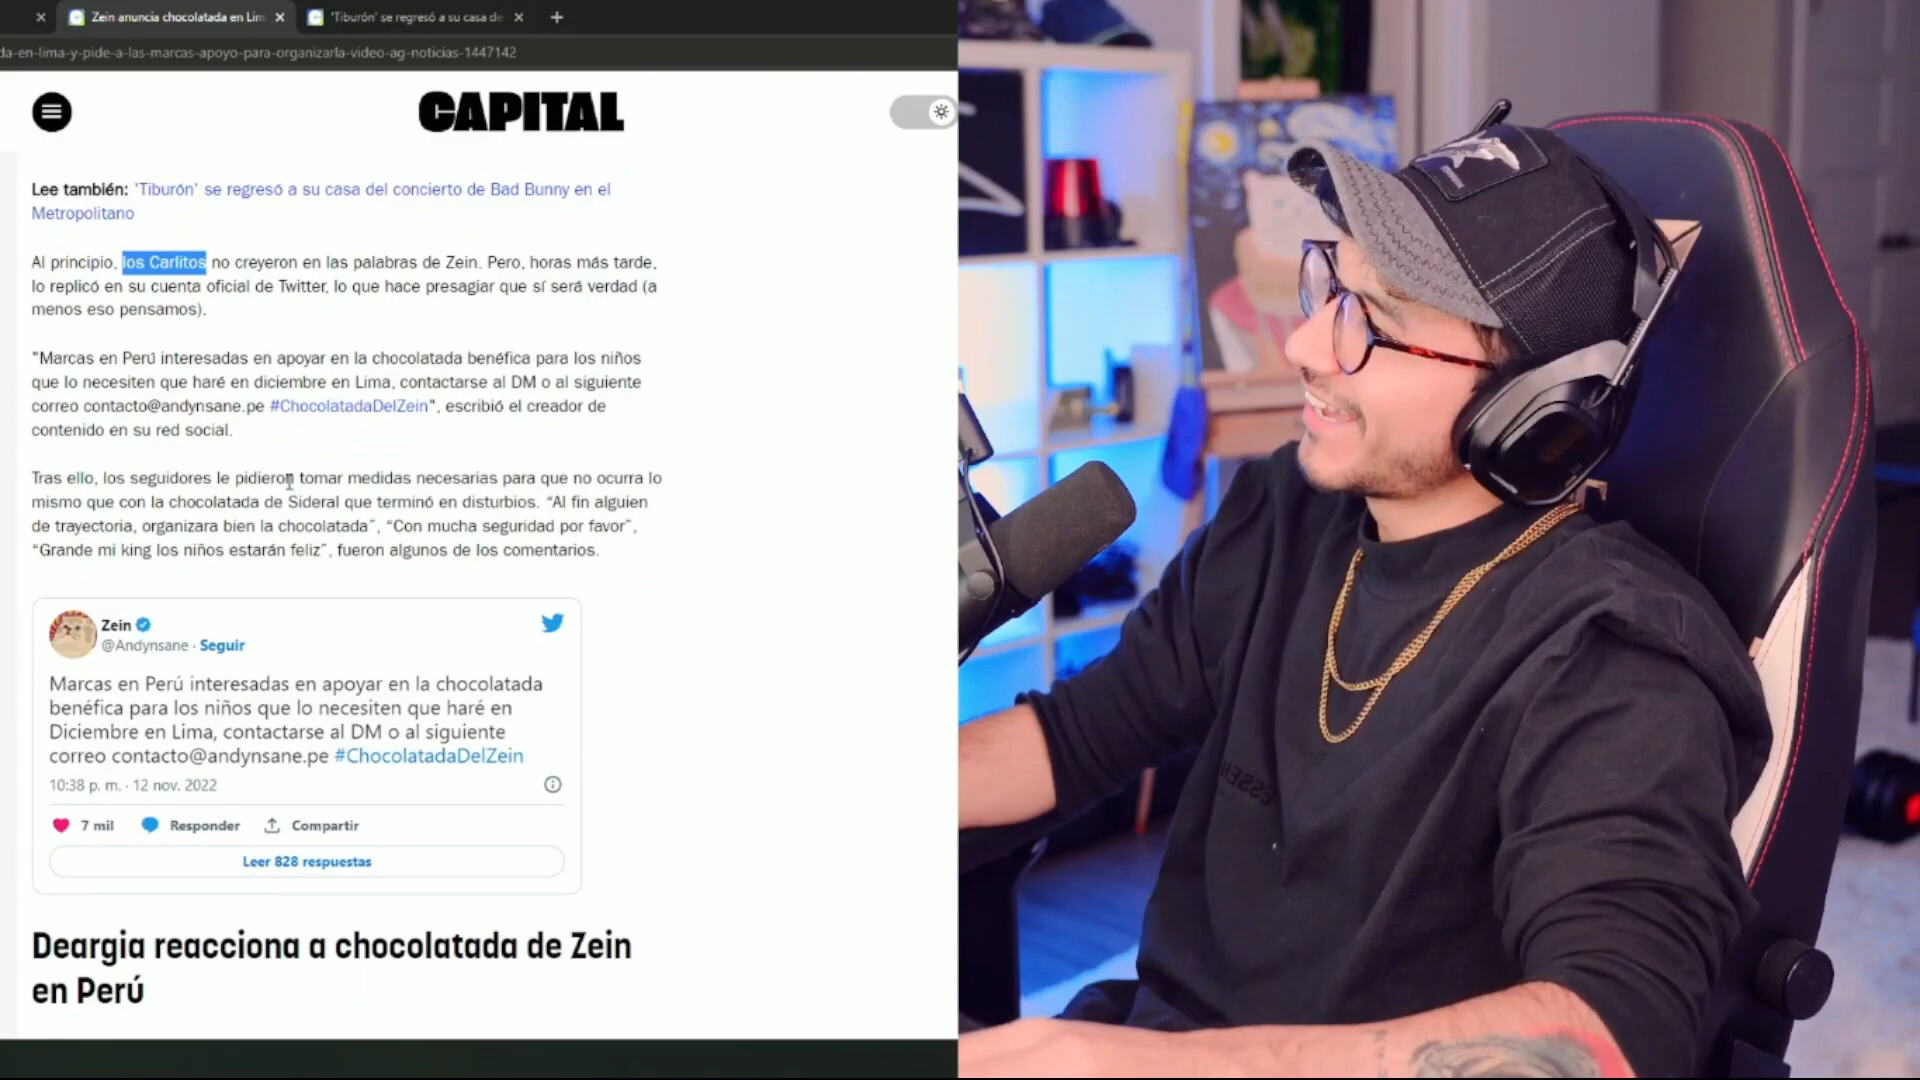 Zein anuncia chocolatada en Lim
'Tiburón' se regresó a su casa de
da-en-lima-y-pide-a-las-marcas-apoyo-para-organizarla-video-ag-noticias-1447142
CAPITAL
Lee también: 'Tiburón' se regresó a su casa del concierto de Bad Bunny en el
Metropolitano
Al principio, los Carlitos no creyeron en las palabras de Zein. Pero, horas más tarde,
lo replicó en su cuenta oficial de Twitter, lo que hace presagiar que sí será verdad (a
menos eso pensamos).
"Marcas en Perú interesadas en apoyar en la chocolatada benéfica para los niños
que lo necesiten que haré en diciembre en Lima, contactarse al DM o al siguiente
correo contacto@andynsane.pe #ChocolatadaDelZein", escribió el creador de
contenido en su red social.
Tras ello, los seguidores le pidieron tomar medidas necesarias para que no ocurra lo
mismo que con la chocolatada de Sideral que terminó en disturbios. “Al fin alguien
de trayectoria, organizara bien la chocolatada”, “Con mucha seguridad por favor”,
“Grande mi king los niños estarán feliz”, fueron algunos de los comentarios.
Zein
@Andynsane · Seguir
Marcas en Perú interesadas en apoyar en la chocolatada
benéfica para los niños que lo necesiten que haré en
Diciembre en Lima, contactarse al DM o al siguiente
correo contacto@andynsane.pe #ChocolatadaDelZein
10:38 p. m. · 12 nov. 2022
7 mil Responder Compartir
Leer 828 respuestas
Deargia reacciona a chocolatada de Zein
en Perú
ESSEN